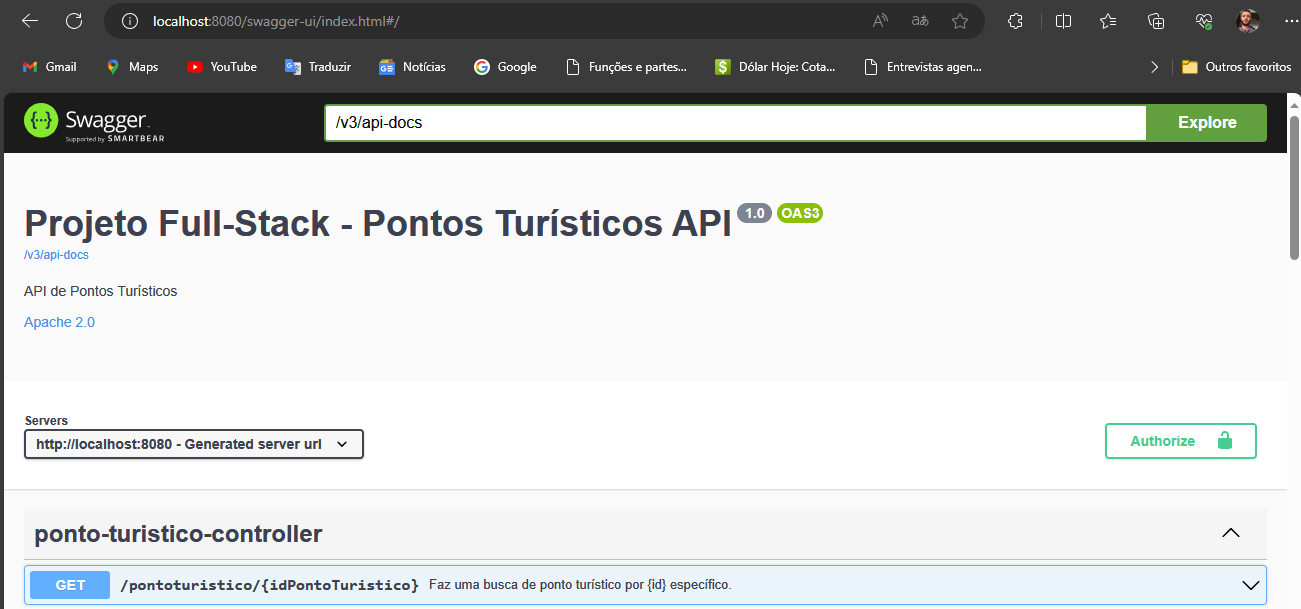 localhost:8080/swagger-ui/index.html#/
Gmail Maps YouTube Traduzir Notícias Google Funções e partes... Dólar Hoje: Cota... Entrevistas agen... Outros favoritos
Swagger.
Supported by SMARTBEAR
/v3/api-docs
Explore
Projeto Full-Stack - Pontos Turísticos API 1.0 OAS3
/v3/api-docs
API de Pontos Turísticos
Apache 2.0
Servers
http://localhost:8080 - Generated server url
Authorize
ponto-turistico-controller
GET /pontoturistico/{idPontoTuristico} Faz uma busca de ponto turístico por {id} específico.